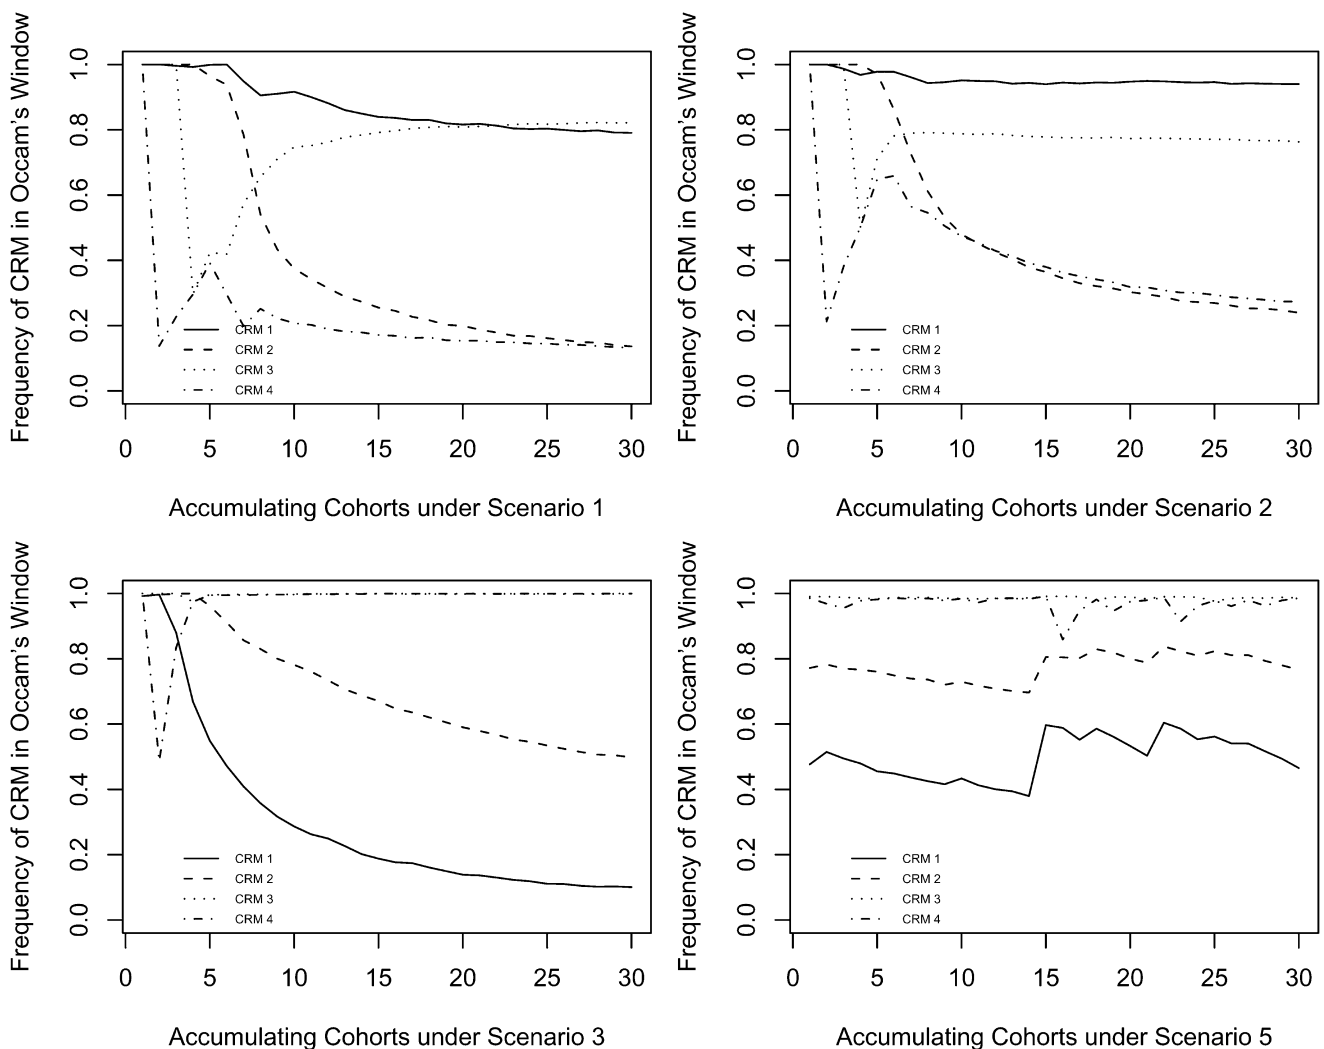 Frequency of CRM in Occam's Window
1.0
0.8
0.6
0.4
0.2
0.0
CRM 1
CRM 2
CRM 3
CRM 4
0 5 10 15 20 25 30
Accumulating Cohorts under Scenario 1
Frequency of CRM in Occam's Window
1.0
0.8
0.6
0.4
0.2
0.0
CRM 1
CRM 2
CRM 3
CRM 4
0 5 10 15 20 25 30
Accumulating Cohorts under Scenario 2
Frequency of CRM in Occam's Window
1.0
0.8
0.6
0.4
0.2
0.0
CRM 1
CRM 2
CRM 3
CRM 4
0 5 10 15 20 25 30
Accumulating Cohorts under Scenario 3
Frequency of CRM in Occam's Window
1.0
0.8
0.6
0.4
0.2
0.0
CRM 1
CRM 2
CRM 3
CRM 4
0 5 10 15 20 25 30
Accumulating Cohorts under Scenario 5